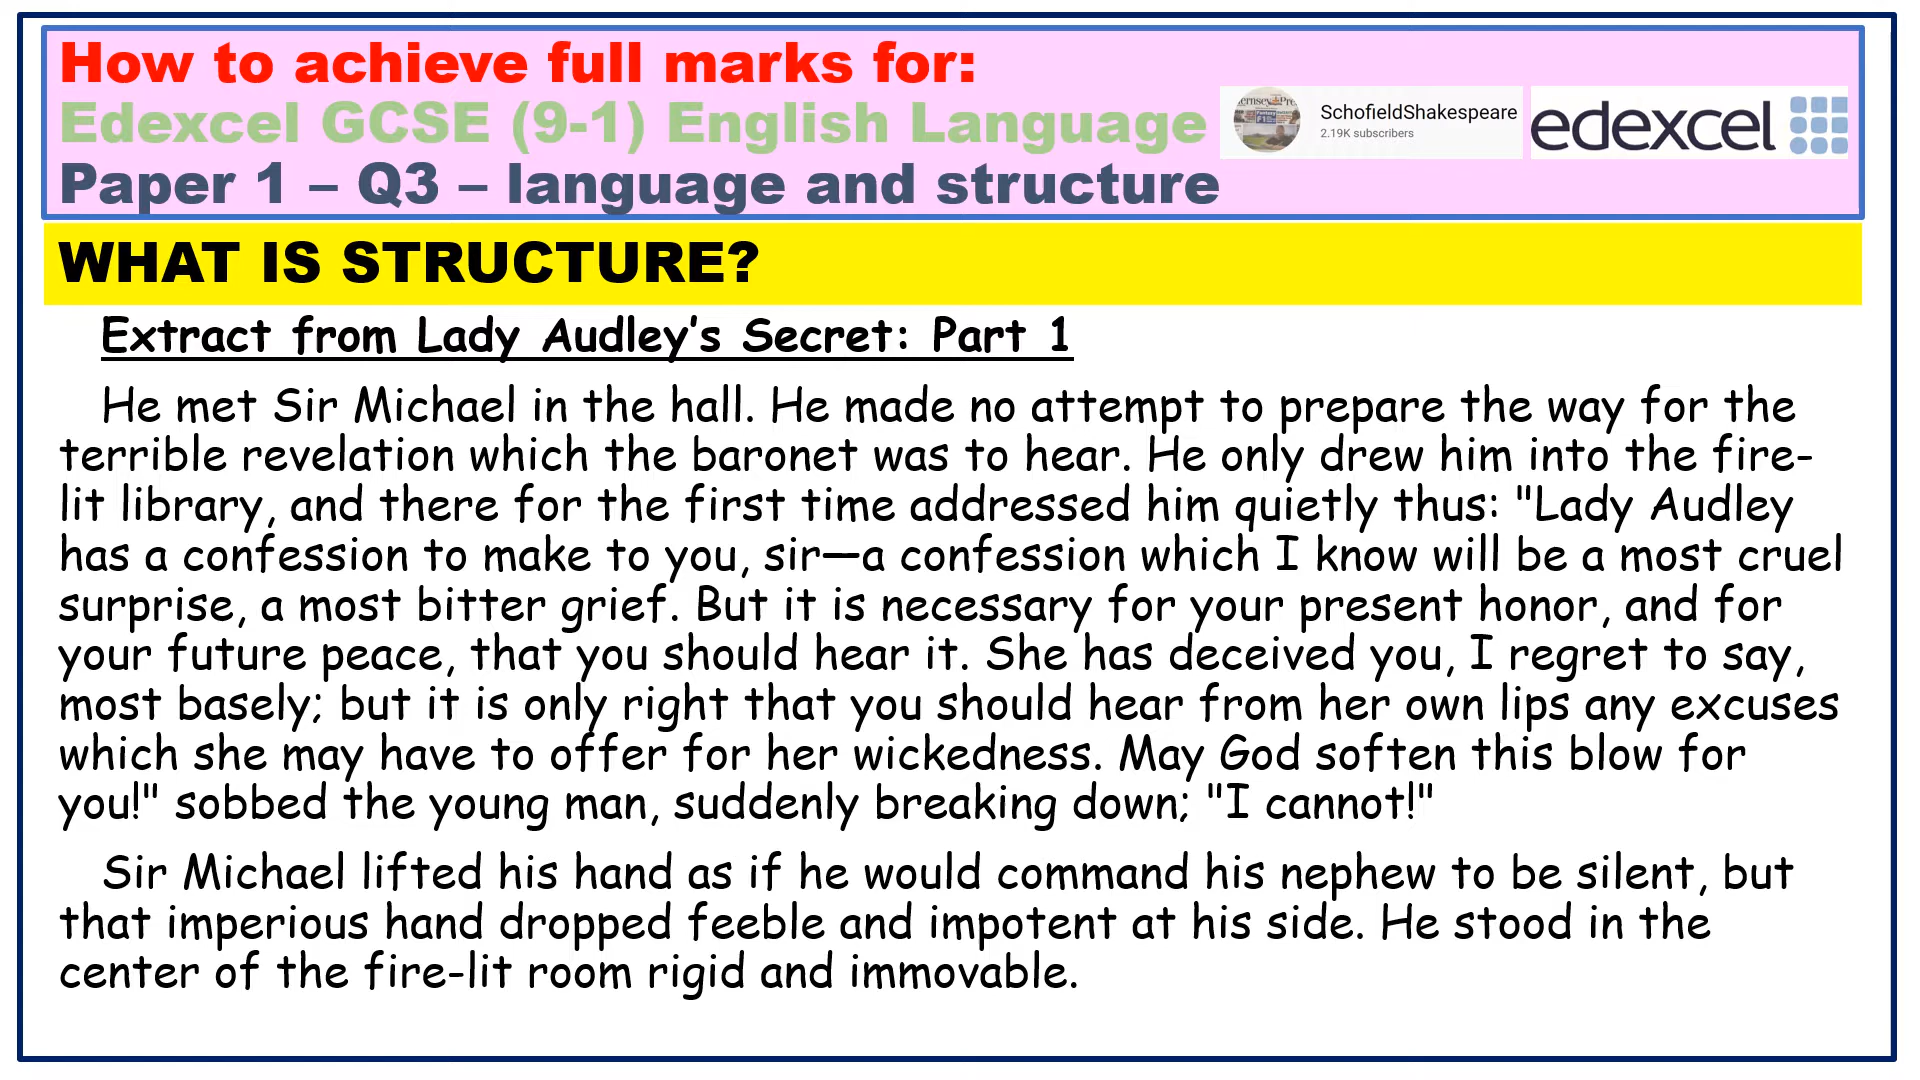 How to achieve full marks for:
Edexcel GCSE (9-1) English Language
Paper 1 – Q3 – language and structure
SchofieldShakespeare
2.19K subscribers
edexcel
WHAT IS STRUCTURE?
Extract from Lady Audley’s Secret: Part 1
He met Sir Michael in the hall. He made no attempt to prepare the way for the
terrible revelation which the baronet was to hear. He only drew him into the fire-
lit library, and there for the first time addressed him quietly thus: "Lady Audley
has a confession to make to you, sir—a confession which I know will be a most cruel
surprise, a most bitter grief. But it is necessary for your present honor, and for
your future peace, that you should hear it. She has deceived you, I regret to say,
most basely; but it is only right that you should hear from her own lips any excuses
which she may have to offer for her wickedness. May God soften this blow for
you!" sobbed the young man, suddenly breaking down; "I cannot!"
Sir Michael lifted his hand as if he would command his nephew to be silent, but
that imperious hand dropped feeble and impotent at his side. He stood in the
center of the fire-lit room rigid and immovable.